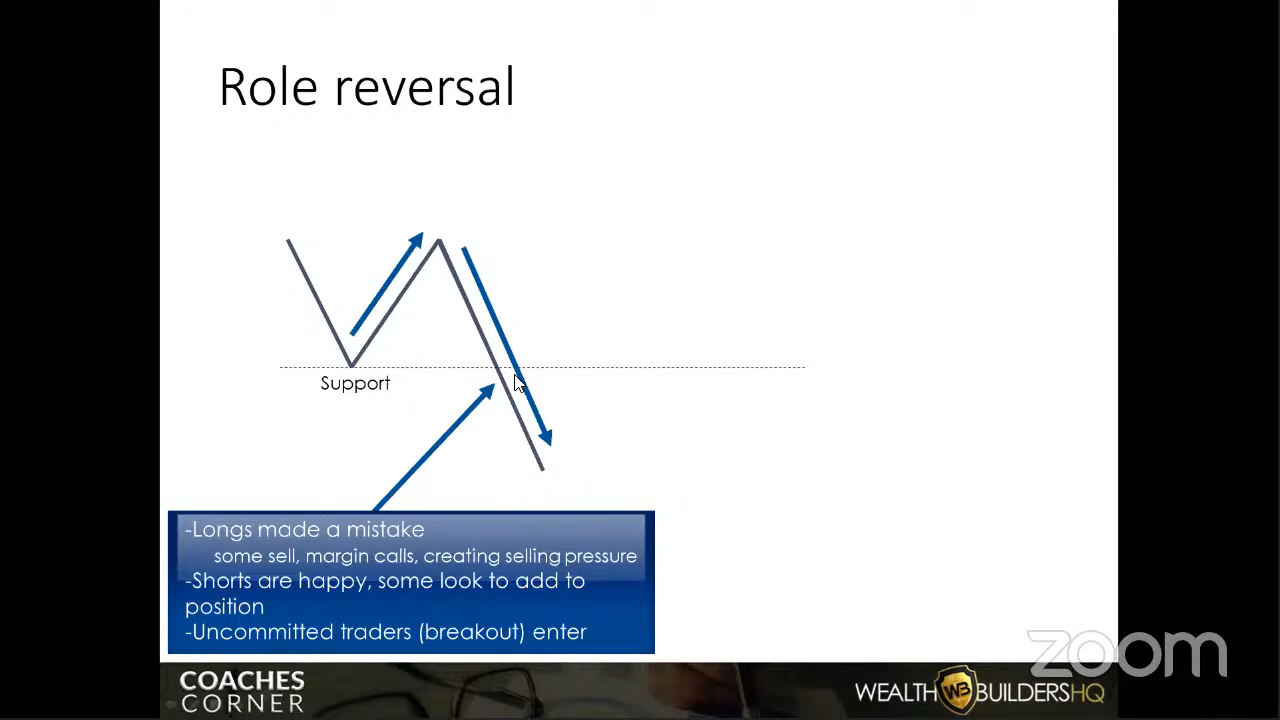 Role reversal
Support
-Longs made a mistake
some sell, margin calls, creating selling pressure
-Shorts are happy, some look to add to
position
-Uncommitted traders (breakout) enter
zoom
COACHES
CORNER
WEALTH WB BUILDERSHQ